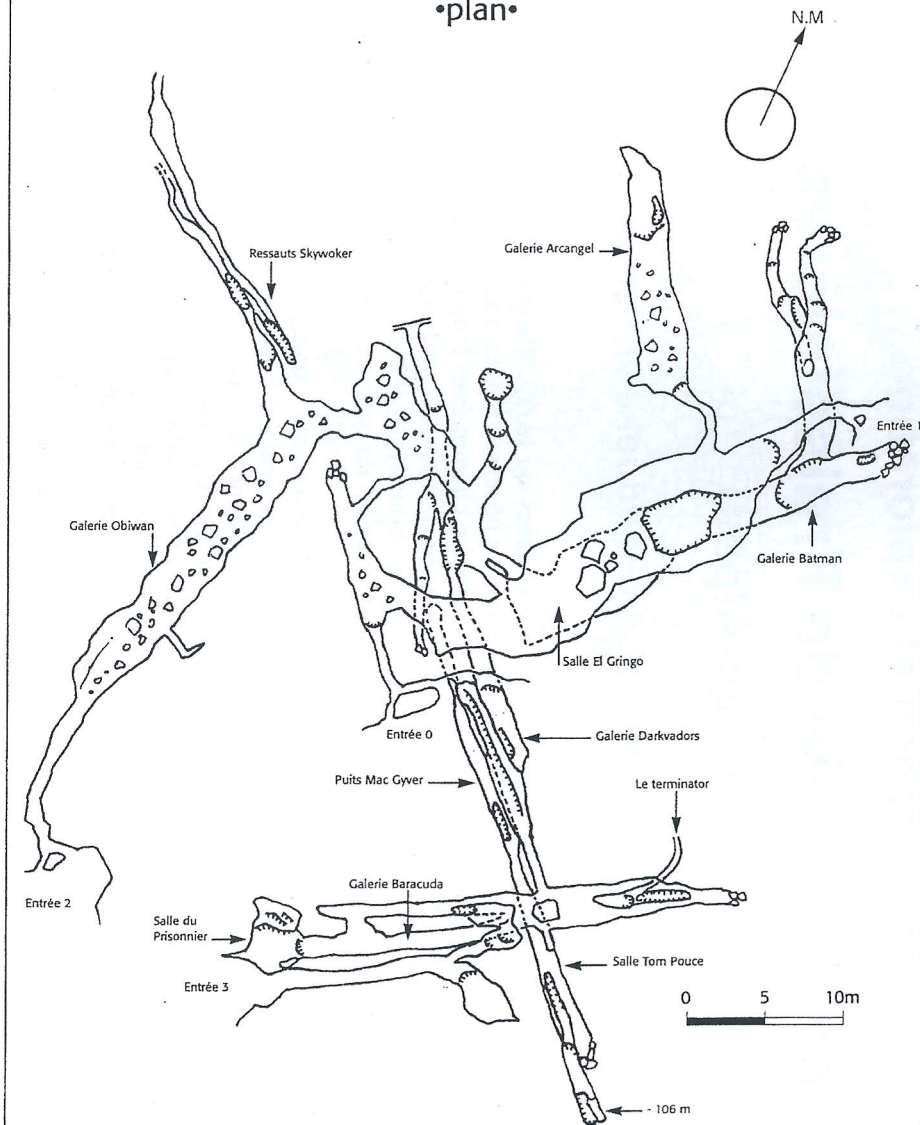 •plan•
N.M
Ressauts Skywoker
Galerie Arcangel
Entrée 1
Galerie Obiwan
Galerie Batman
Salle El Gringo
Entrée 0
Galerie Darkvadors
Puits Mac Gyver
Le terminator
Galerie Baracuda
Entrée 2
Salle du
Prisonnier
Salle Tom Pouce
Entrée 3
0 5 10m
- 106 m